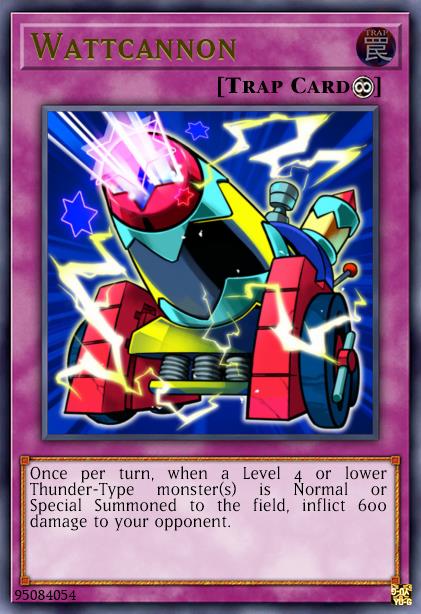 Wattcannon
TRAP
罠
[Trap Card]
Once per turn, when a Level 4 or lower
Thunder-Type monster(s) is Normal or
Special Summoned to the field, inflict 600
damage to your opponent.
95084054